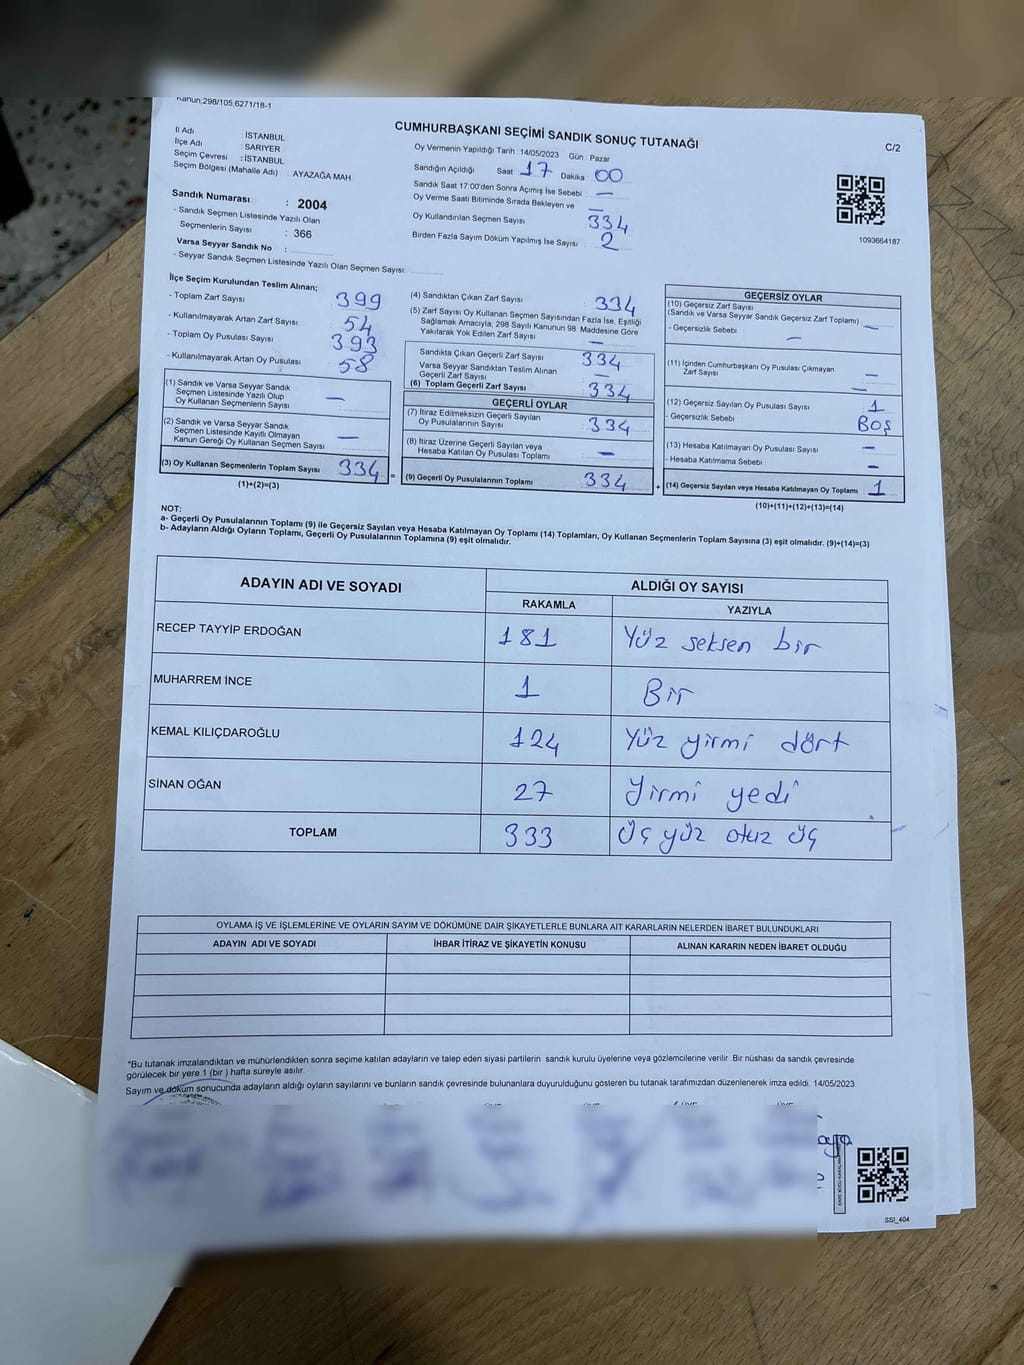 Kanun,298/105,6271/18-1
CUMHURBAŞKANI SEÇİMİ SANDIK SONUÇ TUTANAĞI
C/2
İl Adı : İSTANBUL
İlçe Adı : SARIYER
Seçim Çevresi : İSTANBUL
Seçim Bölgesi (Mahalle Adı) : AYAZAĞA MAH
Sandık Numarası : 2004
- Sandık Seçmen Listesinde Yazılı Olan
Seçmenlerin Sayısı : 366
Varsa Seyyar Sandık No :
- Seyyar Sandık Seçmen Listesinde Yazılı Olan Seçmen Sayısı:
Oy Vermenin Yapıldığı Tarih : 14/05/2023 Gün : Pazar
Sandığın Açıldığı Saat 17 Dakika 00
Sandık Saat 17:00'den Sonra Açımış İse Sebebi : —
Oy Verme Saati Bitiminde Sırada Bekleyen ve —
Oy Kullandırılan Seçmen Sayısı : 334
Birden Fazla Sayım Döküm Yapılmış İse Sayısı : 2
1093664187
İlçe Seçim Kurulundan Teslim Alınan;
- Toplam Zarf Sayısı 399
- Kullanılmayarak Artan Zarf Sayısı : 54
- Toplam Oy Pusulası Sayısı 393
- Kullanılmayarak Artan Oy Pusulası : 58
(1) Sandık ve Varsa Seyyar Sandık
Seçmen Listesinde Yazılı Olup
Oy Kullanan Seçmenlerin Sayısı : —
(2) Sandık ve Varsa Seyyar Sandık
Seçmen Listesinde Kayıtlı Olmayan
Kanun Gereği Oy Kullanan Seçmen Sayısı : —
(3) Oy Kullanan Seçmenlerin Toplam Sayısı : 334
(1)+(2)=(3)
(4) Sandıktan Çıkan Zarf Sayısı : 334
(5) Zarf Sayısı Oy Kullanan Seçmen Sayısından Fazla İse, Eşitliği
Sağlamak Amacıyla, 298 Sayılı Kanunun 98. Maddesine Göre
Yakılarak Yok Edilen Zarf Sayısı : —
Sandıkta Çıkan Geçerli Zarf Sayısı : 334
Varsa Seyyar Sandıktan Teslim Alınan
Geçerli Zarf Sayısı : —
(6) Toplam Geçerli Zarf Sayısı : 334
GEÇERLİ OYLAR
(7) İtiraz Edilmeksizin Geçerli Sayılan
Oy Pusulalarının Sayısı : 334
(8) İtiraz Üzerine Geçerli Sayılan veya
Hesaba Katılan Oy Pusulası Toplamı : —
= (9) Geçerli Oy Pusulalarının Toplamı : 334
GEÇERSİZ OYLAR
(10) Geçersiz Zarf Sayısı
(Sandık ve Varsa Seyyar Sandık Geçersiz Zarf Toplamı) : —
- Geçersizlik Sebebi : —
(11) İçinden Cumhurbaşkanı Oy Pusulası Çıkmayan
Zarf Sayısı : —
—
(12) Geçersiz Sayılan Oy Pusulası Sayısı : 1
- Geçersizlik Sebebi : Boş
(13) Hesaba Katılmayan Oy Pusulası Sayısı : —
- Hesaba Katılmama Sebebi : —
+ (14) Geçersiz Sayılan veya Hesaba Katılmayan Oy Toplamı : 1
(10)+(11)+(12)+(13)=(14)
NOT:
a- Geçerli Oy Pusulalarının Toplamı (9) ile Geçersiz Sayılan veya Hesaba Katılmayan Oy Toplamı (14) Toplamları, Oy Kullanan Seçmenlerin Toplam Sayısına (3) eşit olmalıdır. (9)+(14)=(3)
b- Adayların Aldığı Oyların Toplamı, Geçerli Oy Pusulalarının Toplamına (9) eşit olmalıdır.
ADAYIN ADI VE SOYADI
ALDIĞI OY SAYISI
RAKAMLA YAZIYLA
RECEP TAYYİP ERDOĞAN 181 Yüz seksen bir
MUHARREM İNCE 1 Bir
KEMAL KILIÇDAROĞLU 124 Yüz yirmi dört
SİNAN OĞAN 27 Yirmi yedi
TOPLAM 333 Üç yüz otuz üç
OYLAMA İŞ VE İŞLEMLERİNE VE OYLARIN SAYIM VE DÖKÜMÜNE DAİR ŞİKAYETLERLE BUNLARA AİT KARARLARIN NELERDEN İBARET BULUNDUKLARI
ADAYIN ADI VE SOYADI İHBAR İTİRAZ VE ŞİKAYETİN KONUSU ALINAN KARARIN NEDEN İBARET OLDUĞU
*Bu tutanak imzalandıktan ve mühürlendikten sonra seçime katılan adayların ve talep eden siyasi partilerin sandık kurulu üyelerine veya gözlemcilerine verilir. Bir nüshası da sandık çevresinde
görülecek bir yere 1 (bir) hafta süreyle asılır.
Sayım ve döküm sonucunda adayların aldığı oyların sayılarını ve bunların sandık çevresinde bulunanlara duyurulduğunu gösteren bu tutanak tarafımızdan düzenlenerek imza edildi. 14/05/2023
SSI_404